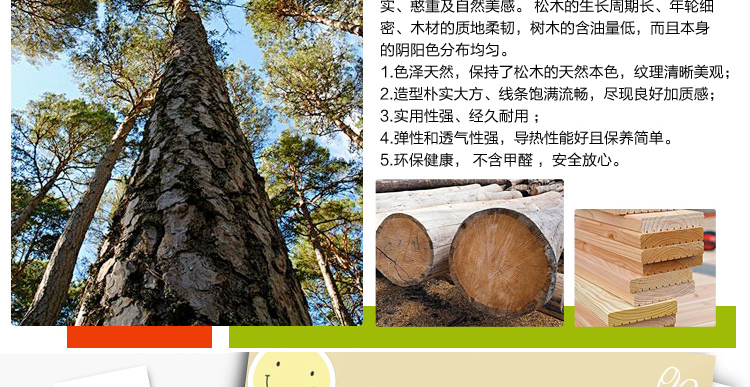 实、憨重及自然美感。 松木的生长周期长、年轮细
密、木材的质地柔韧，树木的含油量低，而且本身
的阴阳色分布均匀。
1.色泽天然，保持了松木的天然本色，纹理清晰美观；
2.造型朴实大方、线条饱满流畅，尽现良好加质感；
3.实用性强、经久耐用 ；
4.弹性和透气性强，导热性能好且保养简单。
5.环保健康， 不含甲醛 ，安全放心。